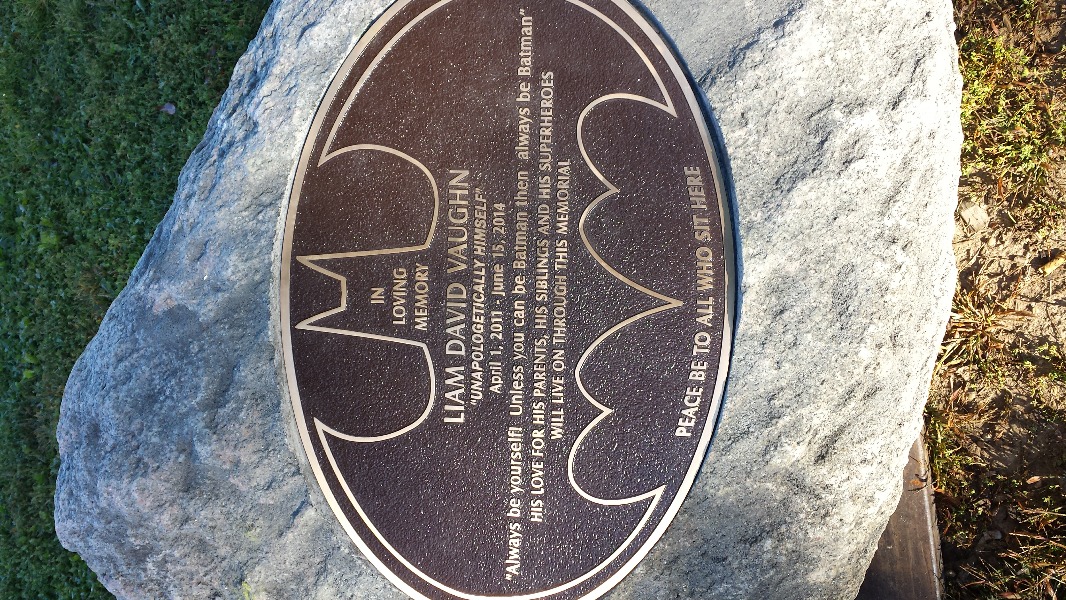 IN
LOVING
MEMORY
LIAM DAVID VAUGHN
"UNAPOLOGETICALLY HIMSELF"
April 1, 2011 - June 15, 2014
"Always be yourself! Unless you can be Batman then always be Batman"
HIS LOVE FOR HIS PARENTS, HIS SIBLINGS AND HIS SUPERHEROES
WILL LIVE ON THROUGH THIS MEMORIAL
PEACE BE TO ALL WHO SIT HERE